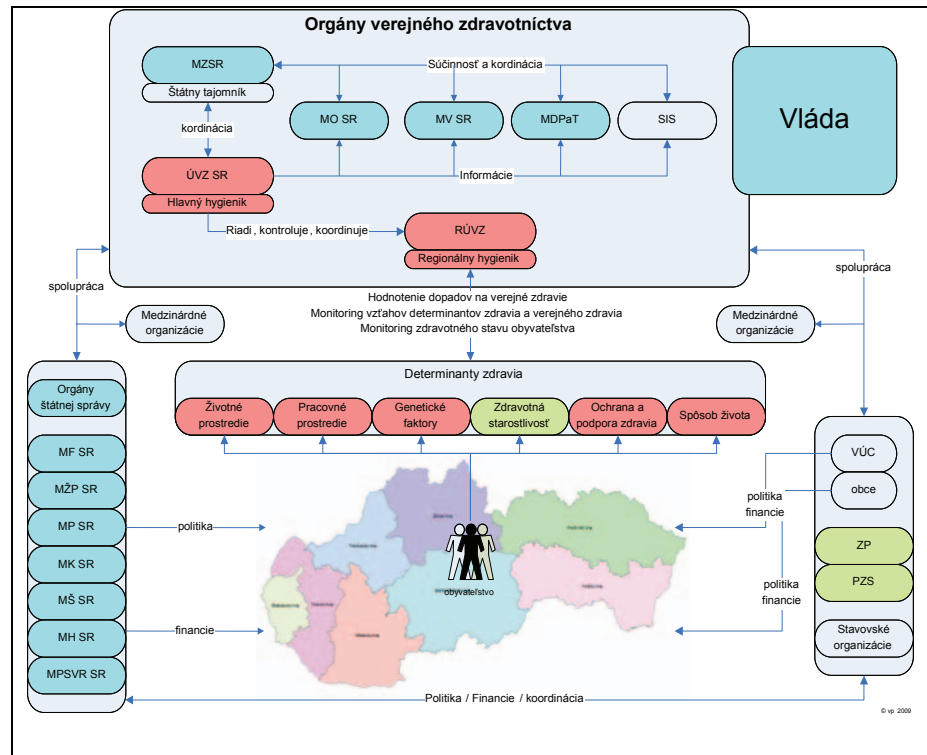 Orgány verejného zdravotníctva
MZSR
Štátny tajomník
Súčinnosť a kordinácia
Vláda
kordinácia
MO SR
MV SR
MDPaT
SIS
ÚVZ SR
Hlavný hygienik
Informácie
Riadi , kontroluje , koordinuje
RÚVZ
Regionálny hygienik
spolupráca
spolupráca
Hodnotenie dopadov na verejné zdravie
Monitoring vzťahov determinantov zdravia a verejného zdravia
Monitoring zdravotného stavu obyvateľstva
Medzinárdné
organizácie
Medzinárdné
organizácie
Determinanty zdravia
Životné
prostredie
Pracovné
prostredie
Genetické
faktory
Zdravotná
starostlivosť
Ochrana a
podpora zdravia
Spôsob života
Orgány
štátnej správy
MF SR
MŽP SR
MP SR
MK SR
MŠ SR
MH SR
MPSVR SR
politika
financie
obyvateľstvo
politika
financie
politika
financie
VÚC
obce
ZP
PZS
Stavovské
organizácie
Politika / Financie / koordinácia
© vp 2009